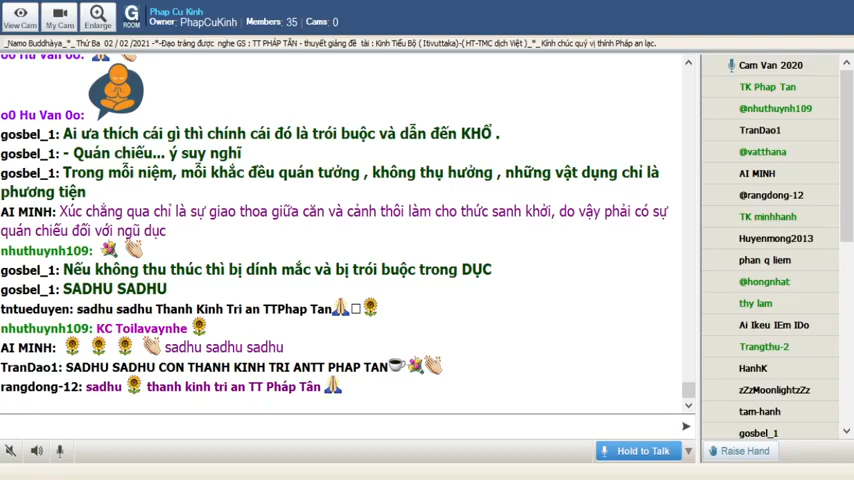 Phap Cu Kinh
Owner: PhapCuKinh | Members: 35 | Cams: 0
View Cam
My Cam
Enlarge
G
ROOM
_Namo Buddhàya_*_ Thứ Ba 02 / 02 /2021 -*-Đạo tràng được nghe GS : TT PHÁP TÂN - thuyết giảng đề tài : Kinh Tiểu Bộ ( Itivuttaka)-( HT-TMC dịch Việt )_*_ Kính chúc quý vị thính Pháp an lạc.
o0 Hu Van 0o:
o0 Hu Van 0o:
gosbel_1: Ai ưa thích cái gì thì chính cái đó là trói buộc và dẫn đến KHỔ .
gosbel_1: - Quán chiếu... ý suy nghĩ
gosbel_1: Trong mỗi niệm, mỗi khắc đều quán tưởng , không thụ hưởng , những vật dụng chỉ là
phương tiện
AI MINH: Xúc chẳng qua chỉ là sự giao thoa giữa căn và cảnh thôi làm cho thức sanh khởi, do vậy phải có sự
quán chiếu đối với ngũ dục
nhuthuynh109:
gosbel_1: Nếu không thu thúc thì bị dính mắc và bị trói buộc trong DỤC
gosbel_1: SADHU SADHU
tntueduyen: sadhu sadhu Thanh Kinh Tri an TTPhap Tan
nhuthuynh109: KC Toilavaynhe
AI MINH: sadhu sadhu sadhu
TranDao1: SADHU SADHU CON THANH KINH TRI ANTT PHAP TAN
rangdong-12: sadhu thanh kinh tri an TT Pháp Tân
Hold to Talk
Raise Hand
Cam Van 2020
TK Phap Tan
@nhuthuynh109
TranDao1
@vatthana
AI MINH
@rangdong-12
TK minhhanh
Huyenmong2013
phan q liem
@hongnhat
thy lam
Ai lkeu IEm IDo
Trangthu-2
HanhK
zZzMoonlightzZz
tam-hanh
gosbel_1